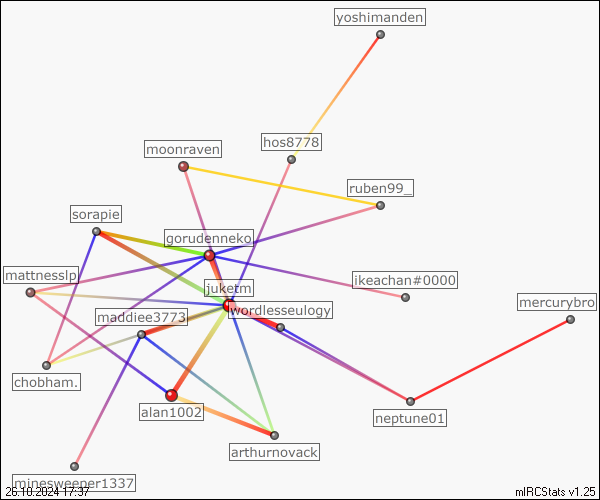 yoshimanden
hos8778
moonraven
ruben99_
sorapie
gorudenneko
mattnesslp
ikeachan#0000
juketm
mercurybro
wordlesseulogy
maddiee3773
chobham.
alan1002
neptune01
arthurnovack
minesweeper1337
26.10.2024 17:37
mIRCStats v1.25